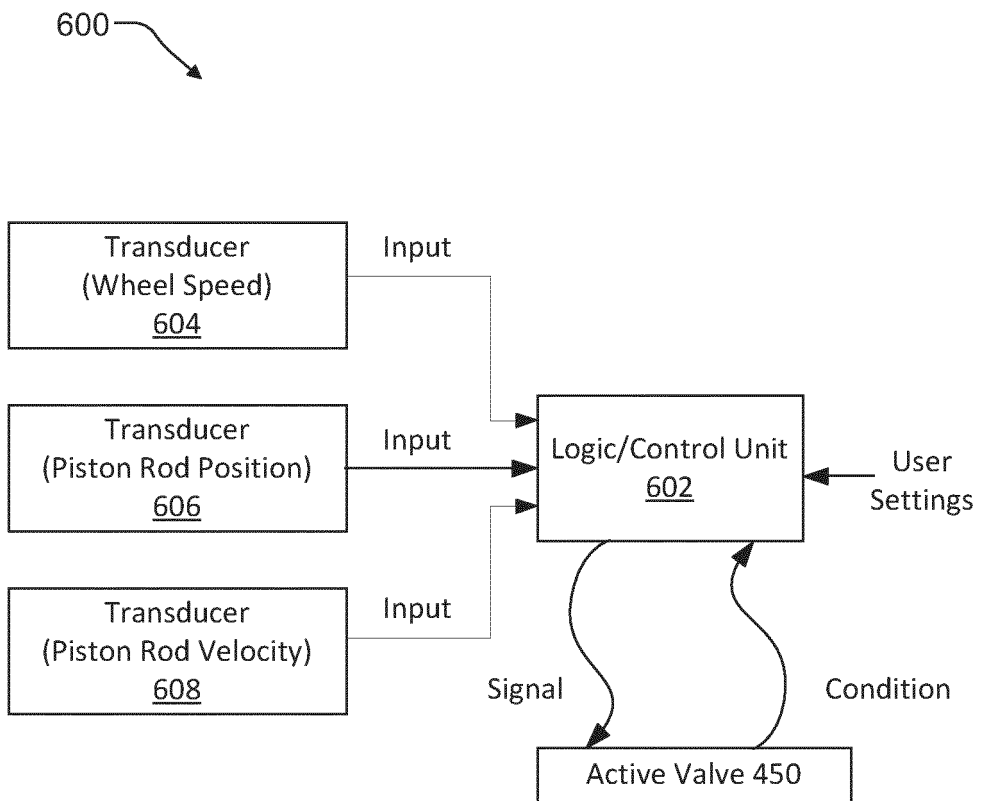 600
Transducer
(Wheel Speed)
604
Input
Transducer
(Piston Rod Position)
606
Input
Logic/Control Unit
602
User
Settings
Transducer
(Piston Rod Velocity)
608
Input
Signal
Condition
Active Valve 450